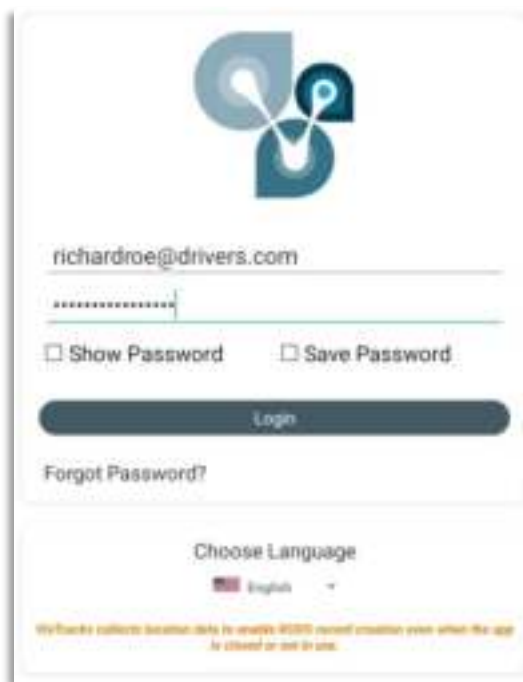 richardroe@drivers.com
••••••••••••••••
Show Password Save Password
Login
Forgot Password?
Choose Language
English
collects location data to enable record creation even when the app
is closed or not in use.